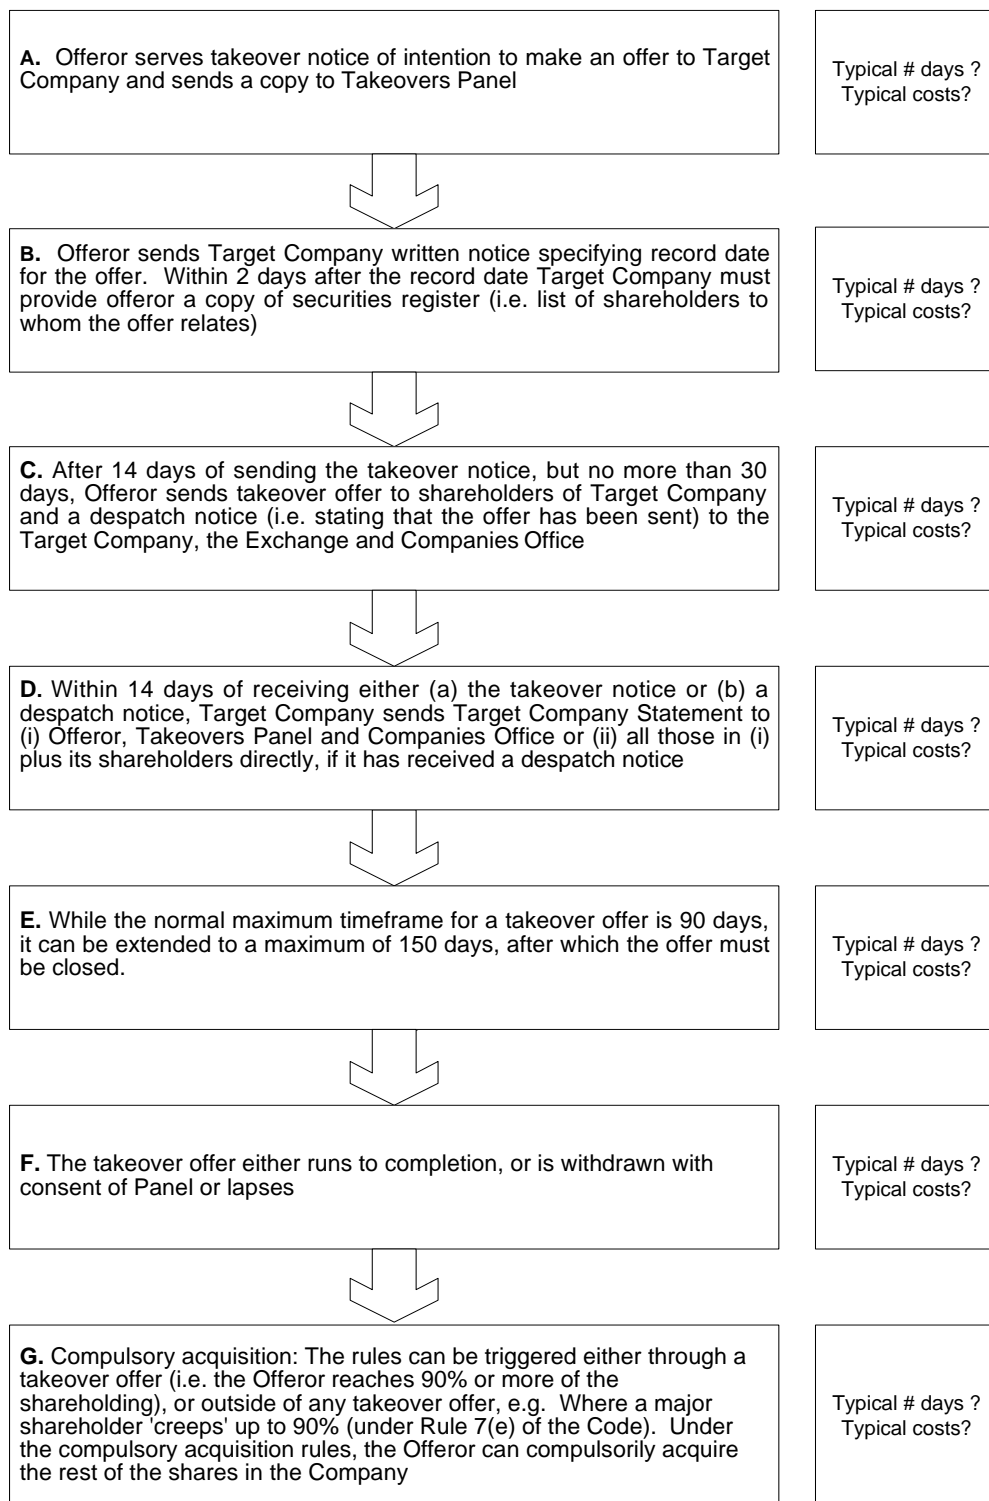 A. Offeror serves takeover notice of intention to make an offer to Target
Company and sends a copy to Takeovers Panel
Typical # days ?
Typical costs?
B. Offeror sends Target Company written notice specifying record date
for the offer. Within 2 days after the record date Target Company must
provide offeror a copy of securities register (i.e. list of shareholders to
whom the offer relates)
Typical # days ?
Typical costs?
C. After 14 days of sending the takeover notice, but no more than 30
days, Offeror sends takeover offer to shareholders of Target Company
and a despatch notice (i.e. stating that the offer has been sent) to the
Target Company, the Exchange and Companies Office
Typical # days ?
Typical costs?
D. Within 14 days of receiving either (a) the takeover notice or (b) a
despatch notice, Target Company sends Target Company Statement to
(i) Offeror, Takeovers Panel and Companies Office or (ii) all those in (i)
plus its shareholders directly, if it has received a despatch notice
Typical # days ?
Typical costs?
E. While the normal maximum timeframe for a takeover offer is 90 days,
it can be extended to a maximum of 150 days, after which the offer must
be closed.
Typical # days ?
Typical costs?
F. The takeover offer either runs to completion, or is withdrawn with
consent of Panel or lapses
Typical # days ?
Typical costs?
G. Compulsory acquisition: The rules can be triggered either through a
takeover offer (i.e. the Offeror reaches 90% or more of the
shareholding), or outside of any takeover offer, e.g. Where a major
shareholder 'creeps' up to 90% (under Rule 7(e) of the Code). Under
the compulsory acquisition rules, the Offeror can compulsorily acquire
the rest of the shares in the Company
Typical # days ?
Typical costs?